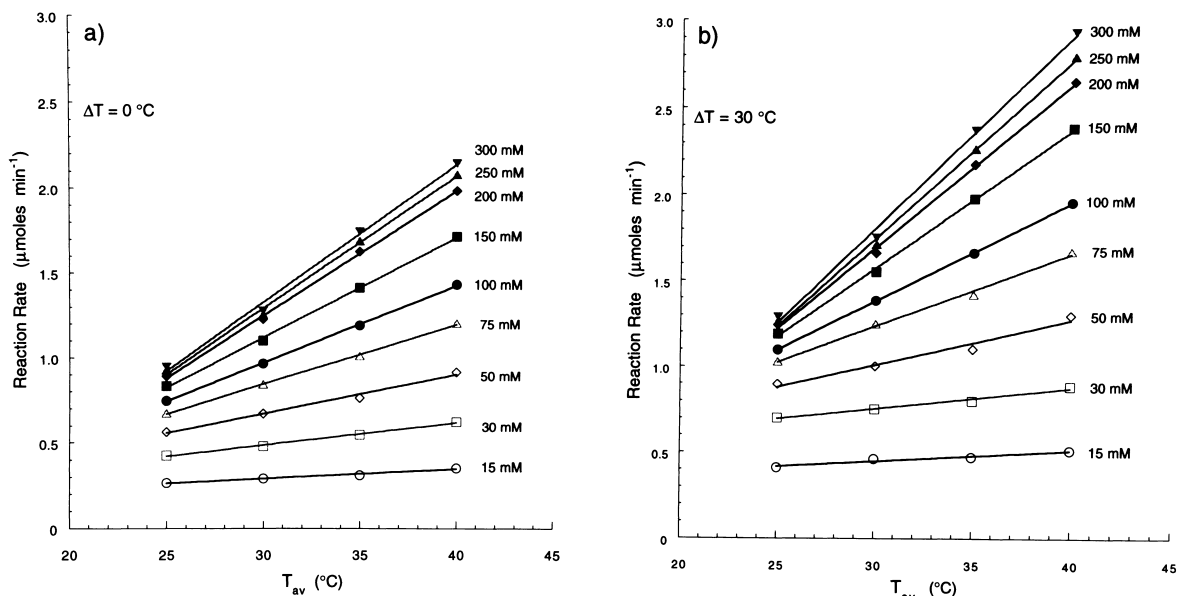 a)
ΔT = 0 °C
Reaction Rate (μmoles min⁻¹)
3.0
2.5
2.0
1.5
1.0
0.5
0
300 mM
250 mM
200 mM
150 mM
100 mM
75 mM
50 mM
30 mM
15 mM
20 25 30 35 40 45
Tav (°C)
b)
ΔT = 30 °C
Reaction Rate (μmoles min⁻¹)
3.0
2.5
2.0
1.5
1.0
0.5
0
300 mM
250 mM
200 mM
150 mM
100 mM
75 mM
50 mM
30 mM
15 mM
20 25 30 35 40 45
Tav (°C)